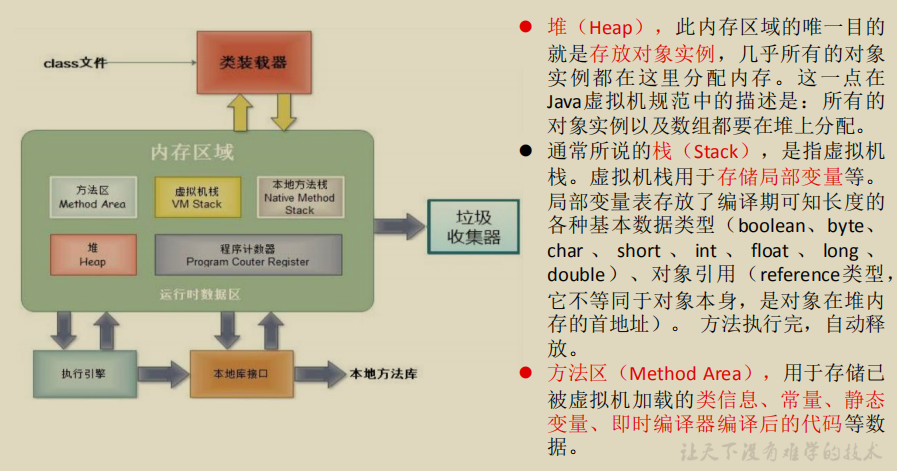 class文件
类装载器
内存区域
方法区
Method Area
虚拟机栈
VM Stack
本地方法栈
Native Method
Stack
堆
Heap
程序计数器
Program Couter Register
运行时数据区
垃圾
收集器
执行引擎
本地库接口
本地方法库
堆（Heap），此内存区域的唯一目的
就是存放对象实例，几乎所有的对象
实例都在这里分配内存。这一点在
Java虚拟机规范中的描述是：所有的
对象实例以及数组都要在堆上分配。
通常所说的栈（Stack），是指虚拟机
栈。虚拟机栈用于存储局部变量等。
局部变量表存放了编译期可知长度的
各种基本数据类型（boolean、byte、
char 、 short 、 int 、 float 、 long 、
double）、对象引用（reference类型，
它不等同于对象本身，是对象在堆内
存的首地址）。 方法执行完，自动释
放。
方法区（Method Area），用于存储已
被虚拟机加载的类信息、常量、静态
变量、即时编译器编译后的代码等数
据。
让天下没有难学的技术